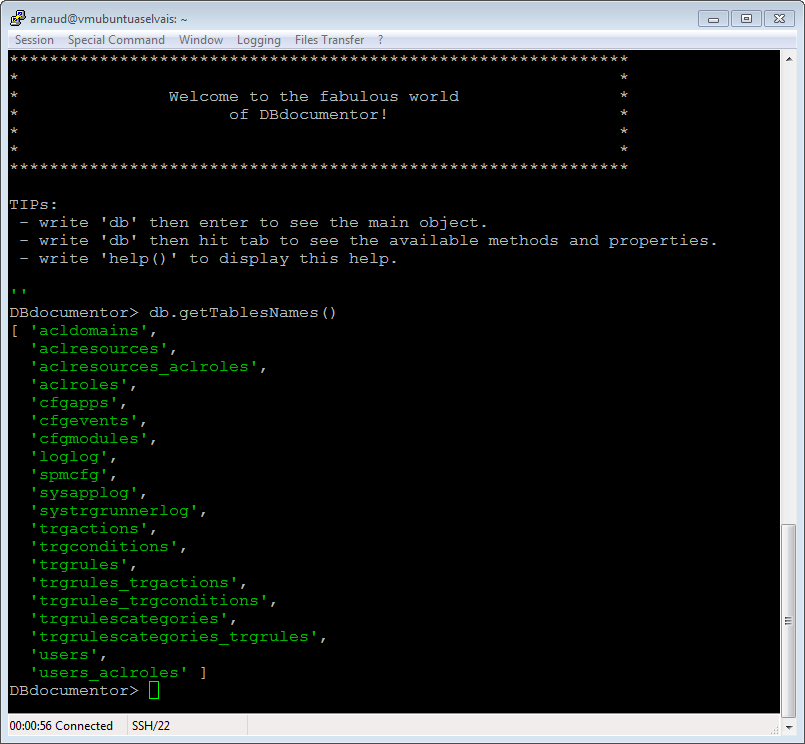 arnaud@vmubuntuaselvais: ~
Session Special Command Window Logging Files Transfer ?
**************************************************************
* *
* Welcome to the fabulous world *
* of DBdocumentor! *
* *
* *
**************************************************************
TIPs:
- write 'db' then enter to see the main object.
- write 'db' then hit tab to see the available methods and properties.
- write 'help()' to display this help.
''
DBdocumentor> db.getTablesNames()
[ 'acldomains',
'aclresources',
'aclresources_aclroles',
'aclroles',
'cfgapps',
'cfgevents',
'cfgmodules',
'loglog',
'spmcfg',
'sysapplog',
'systrgrunnerlog',
'trgactions',
'trgconditions',
'trgrules',
'trgrules_trgactions',
'trgrules_trgconditions',
'trgrulescategories',
'trgrulescategories_trgrules',
'users',
'users_aclroles' ]
DBdocumentor>
00:00:56 Connected SSH/22